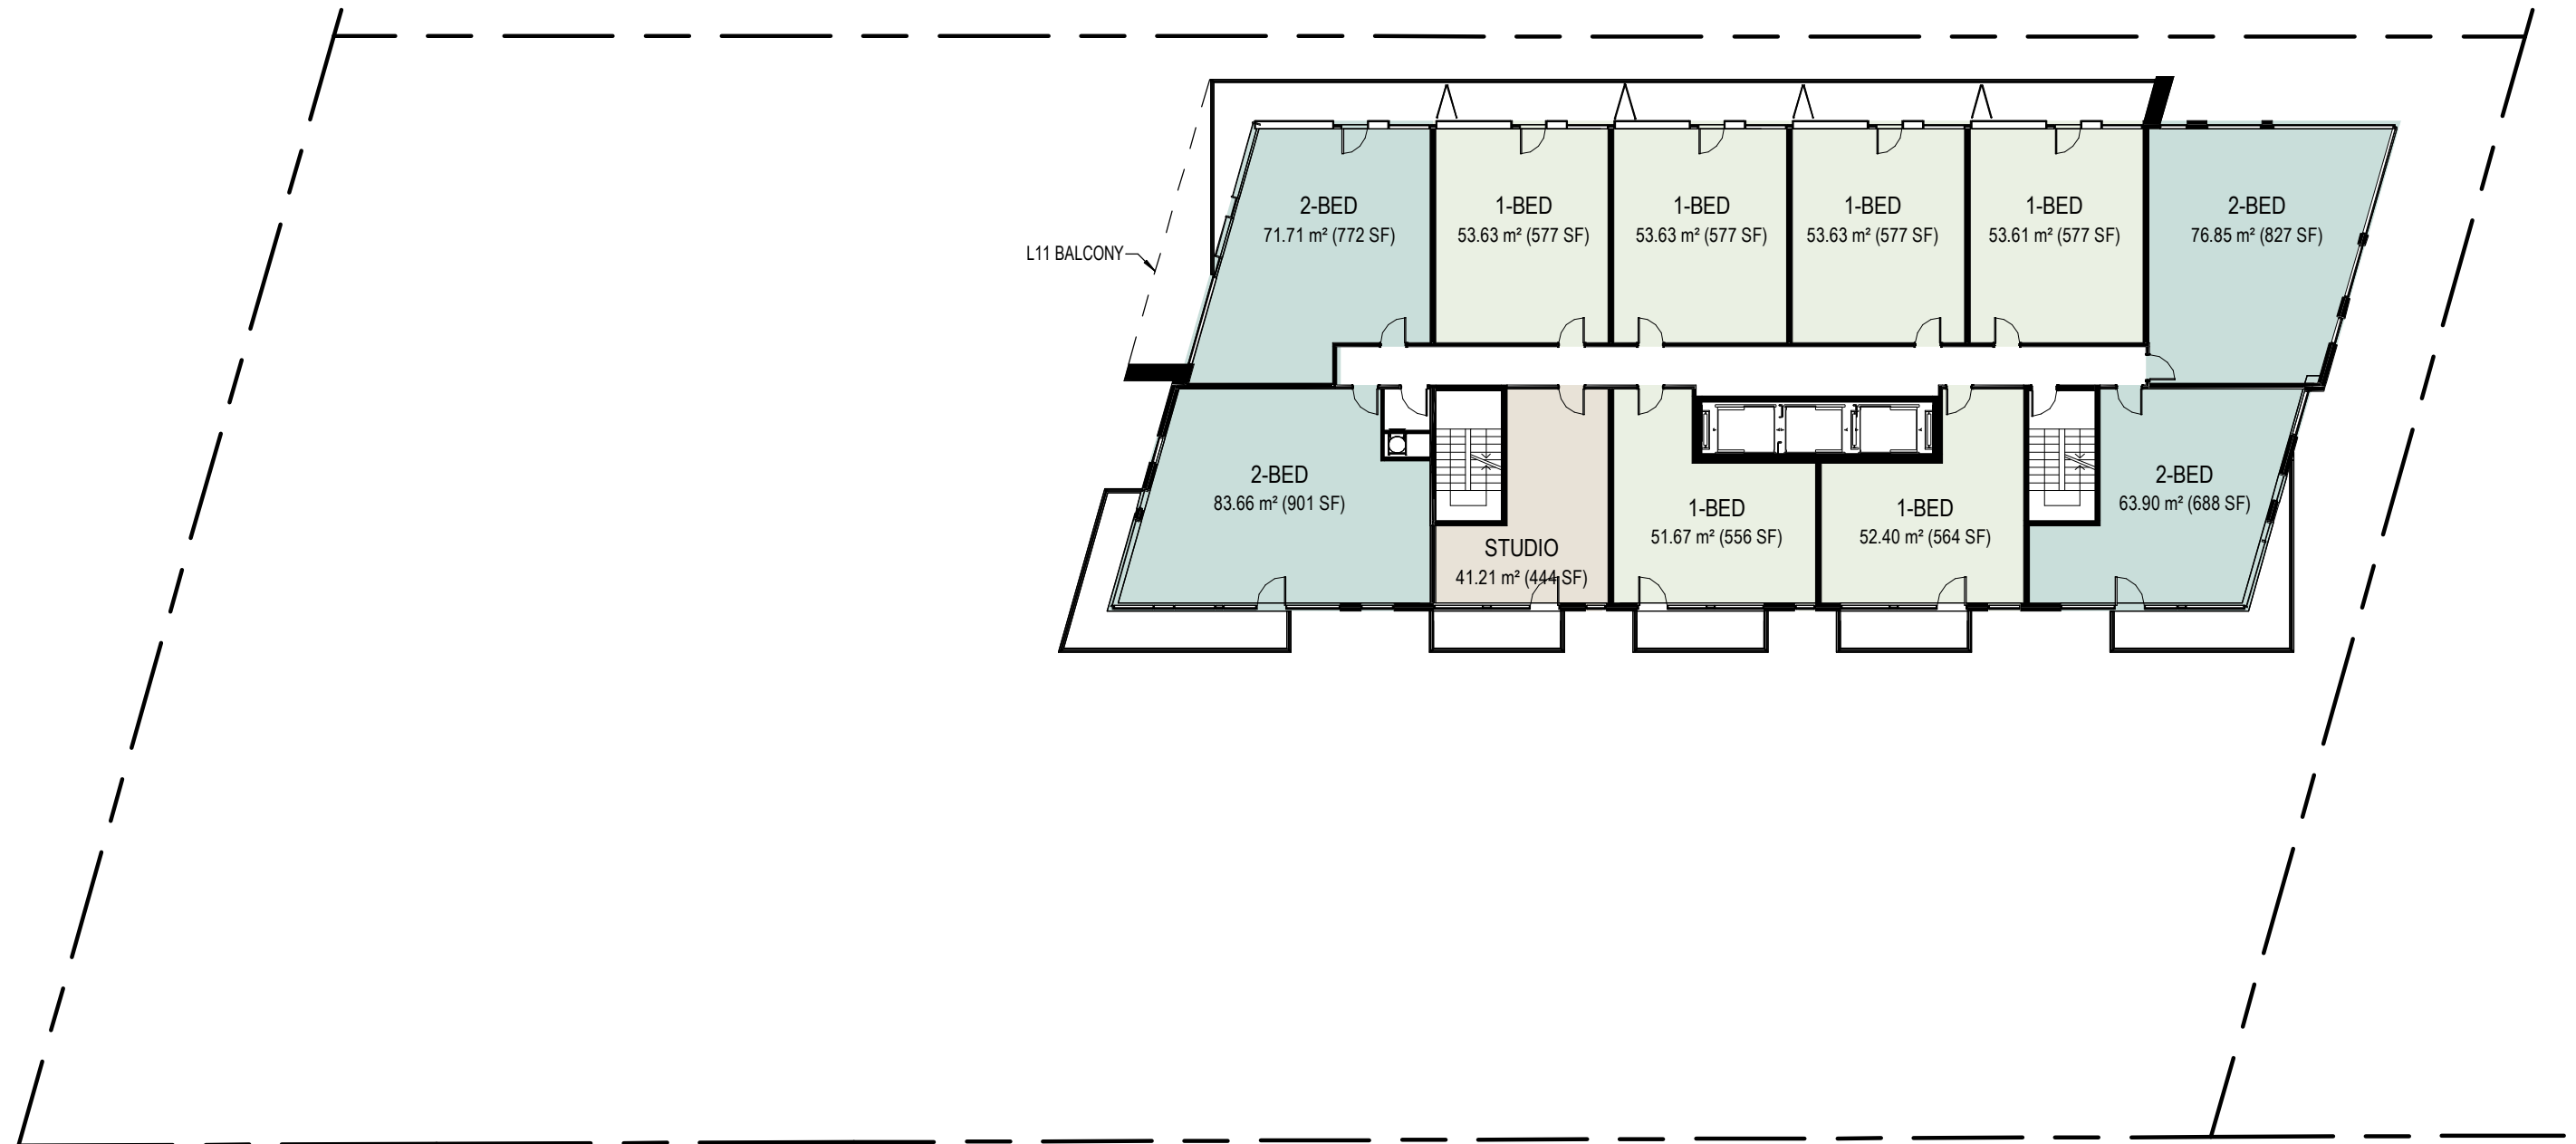 2-BED
71.71 m² (772 SF)
1-BED
53.63 m² (577 SF)
1-BED
53.63 m² (577 SF)
1-BED
53.63 m² (577 SF)
1-BED
53.61 m² (577 SF)
2-BED
76.85 m² (827 SF)
L11 BALCONY
2-BED
83.66 m² (901 SF)
STUDIO
41.21 m² (444 SF)
1-BED
51.67 m² (556 SF)
1-BED
52.40 m² (564 SF)
2-BED
63.90 m² (688 SF)